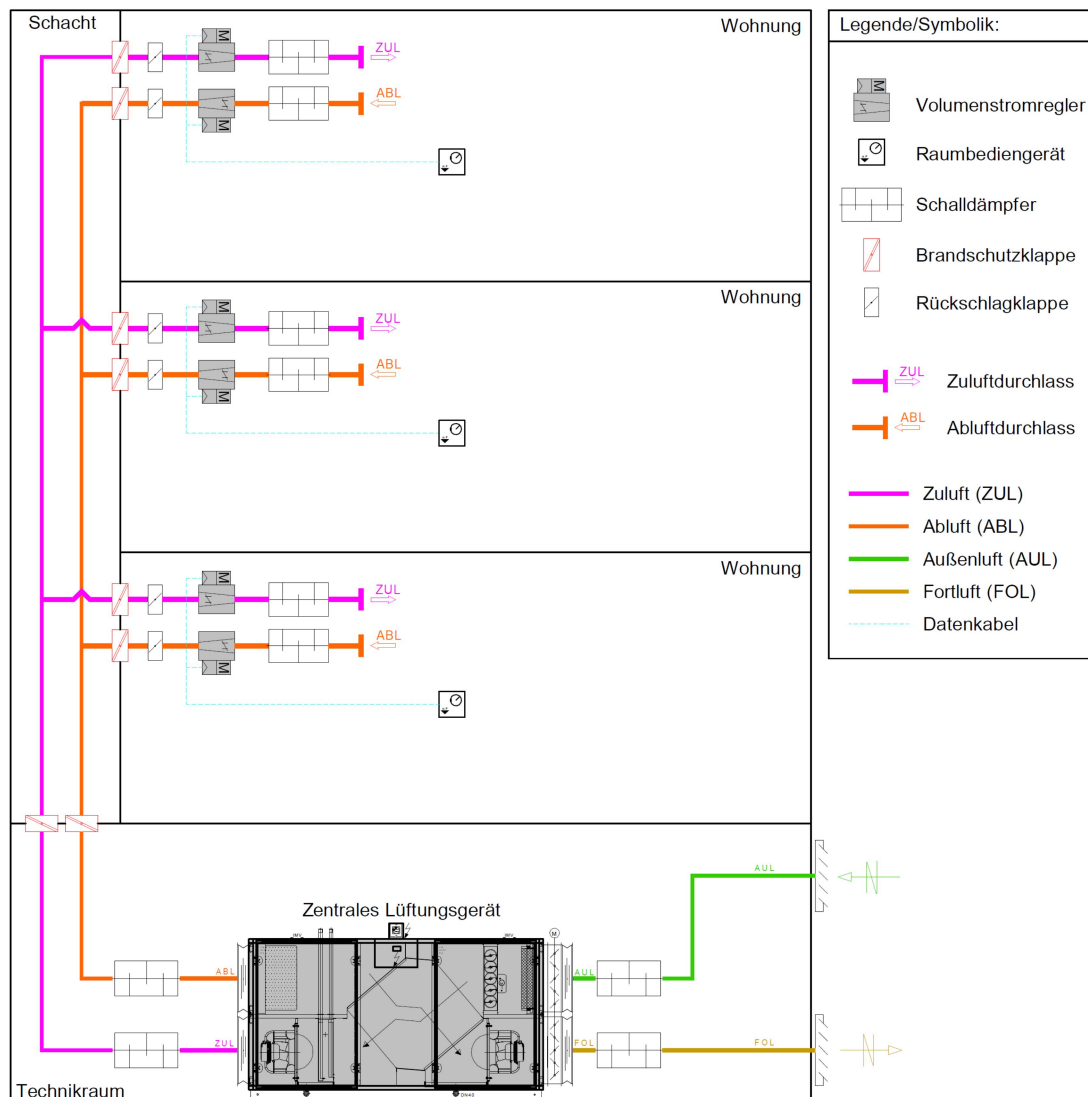 Schacht
Wohnung
ZUL
M
ABL
M
Wohnung
ZUL
M
ABL
M
Wohnung
ZUL
M
ABL
M
Legende/Symbolik:
M
Volumenstromregler
Raumbediengerät
Schalldämpfer
Brandschutzklappe
Rückschlagklappe
ZUL
Zuluftdurchlass
ABL
Abluftdurchlass
Zuluft (ZUL)
Abluft (ABL)
Außenluft (AUL)
Fortluft (FOL)
Datenkabel
AUL
Zentrales Lüftungsgerät
M
ABL
AUL
ZUL
FOL
FOL
DN40
Technikraum